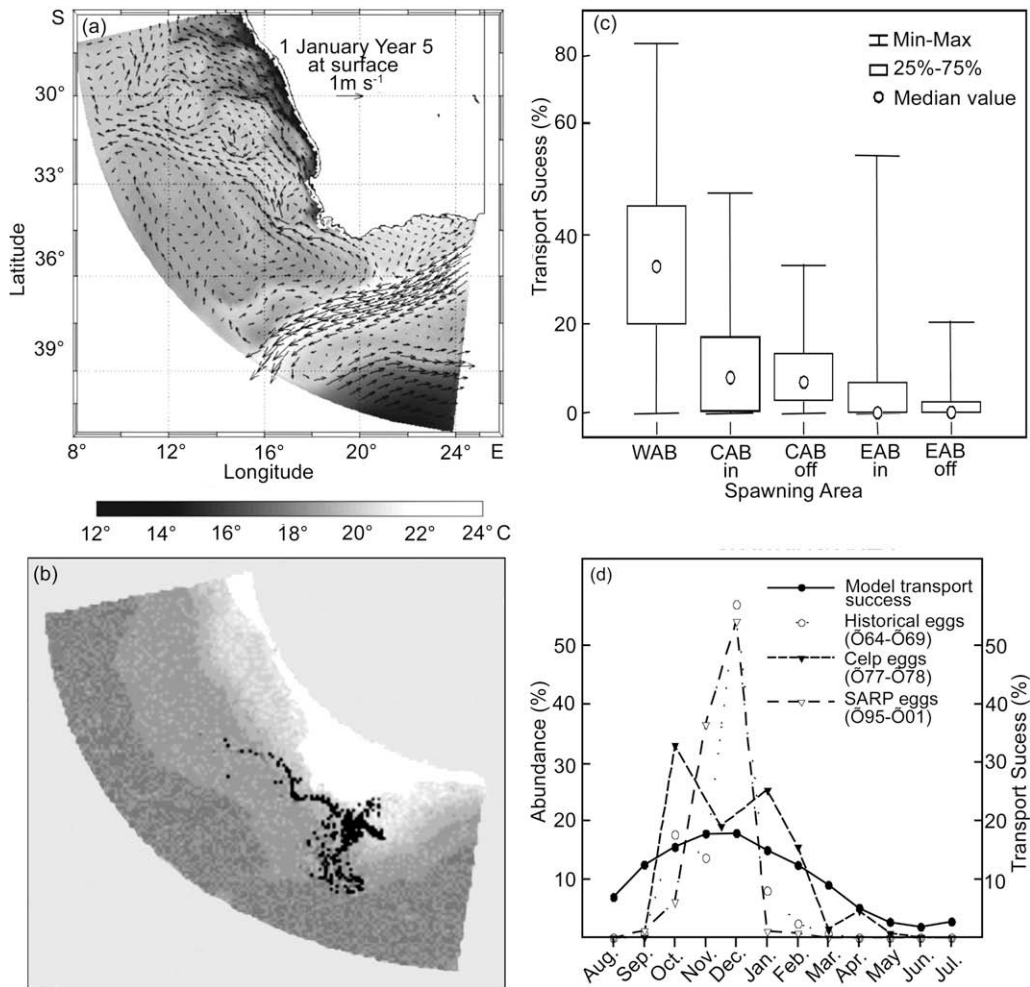 S
(a)
1 January Year 5
at surface
1m s⁻¹
30°
33°
36°
39°
Latitude
8°
12°
16°
20°
24°
E
Longitude
12°
14°
16°
18°
20°
22°
24° C
(b)
(c)
Min-Max
25%-75%
Median value
80
60
40
20
0
Transport Sucess (%)
WAB
CAB
in
CAB
off
EAB
in
EAB
off
Spawning Area
(d)
Model transport
success
Historical eggs
(Õ64-Õ69)
Celp eggs
(Õ77-Õ78)
SARP eggs
(Õ95-Õ01)
50
40
30
20
10
Abundance (%)
50
40
30
20
10
Transport Sucess (%)
Aug.
Sep.
Oct.
Nov.
Dec.
Jan.
Feb.
Mar.
Apr.
May
Jun.
Jul.